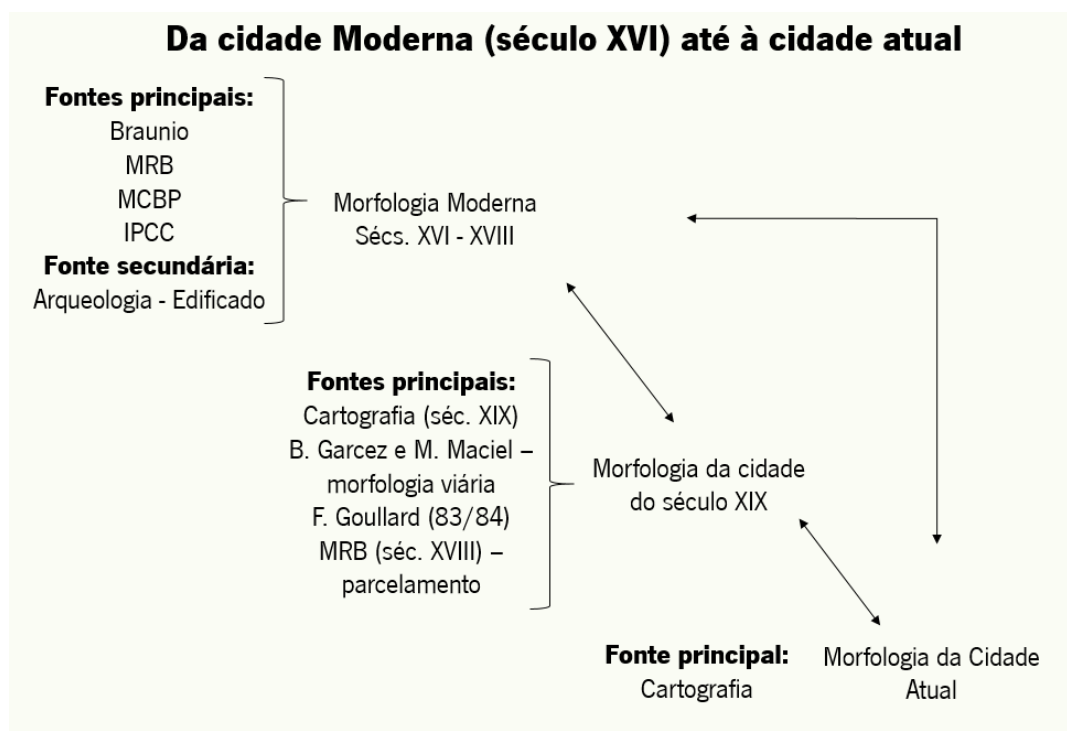 Da cidade Moderna (século XVI) até à cidade atual
Fontes principais:
Braunio
MRB
MCBP
IPCC
Fonte secundária:
Arqueologia - Edificado
Morfologia Moderna
Sécs. XVI - XVIII
Fontes principais:
Cartografia (séc. XIX)
B. Garcez e M. Maciel –
morfologia viária
F. Goullard (83/84)
MRB (séc. XVIII) –
parcelamento
Morfologia da cidade
do século XIX
Fonte principal:
Cartografia
Morfologia da Cidade
Atual